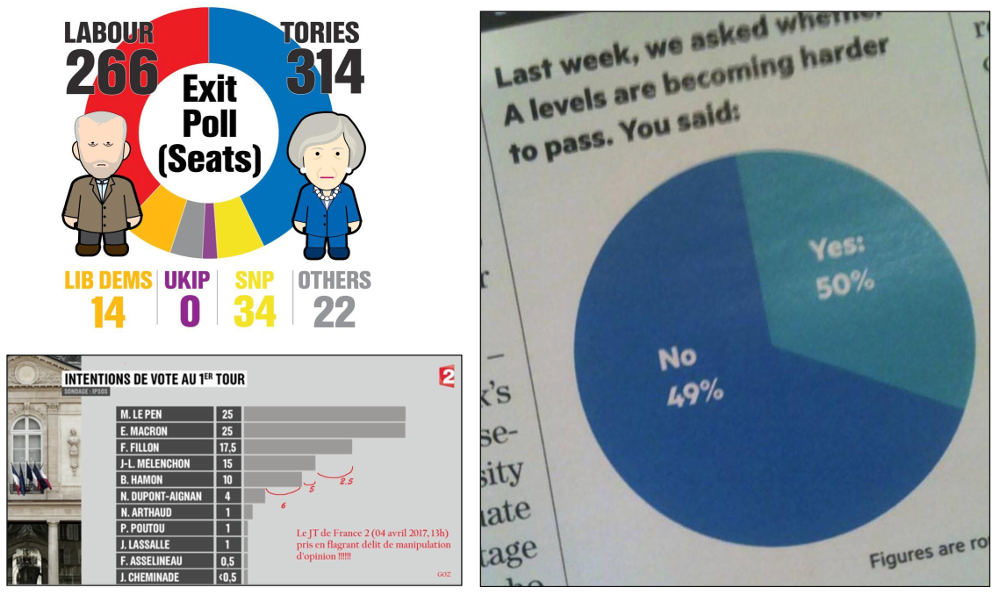 LABOUR
266
TORIES
314
Exit
Poll
(Seats)
LIB DEMS
14
UKIP
0
SNP
34
OTHERS
22
INTENTIONS DE VOTE AU 1ER TOUR
SONDAGE IPSOS
2
M. LE PEN 25
E. MACRON 25
F. FILLON 17,5
J-L. MÉLENCHON 15
B. HAMON 10
N. DUPONT-AIGNAN 4
N. ARTHAUD 1
P. POUTOU 1
J. LASSALLE 1
F. ASSELINEAU 0,5
J. CHEMINADE <0,5
2.5
5
6
Le JT de France 2 (04 avril 2017, 13h)
pris en flagrant délit de manipulation
d'opinion !!!!!!
GOZ
Last week, we asked whether
A levels are becoming harder
to pass. You said:
Yes:
50%
No
49%
se-
sity
tage
Figures are